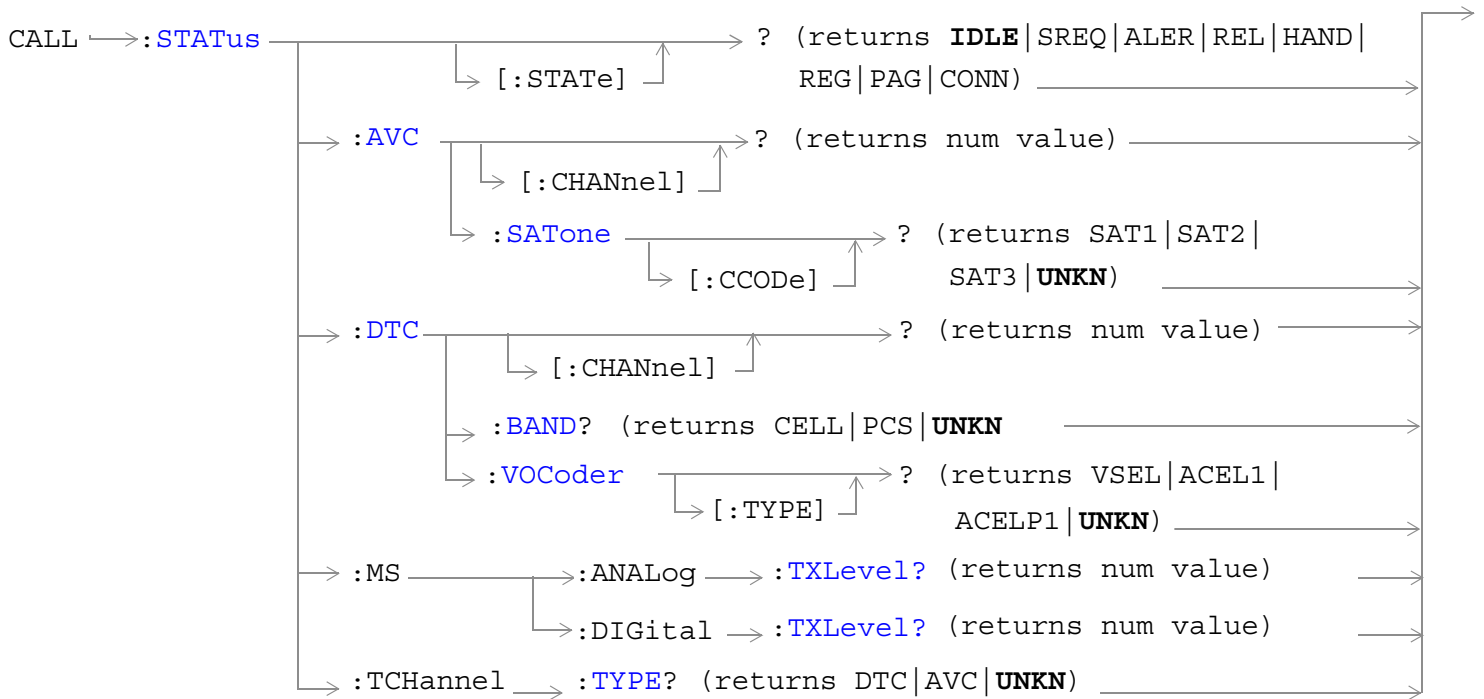 CALL :STATus ? (returns IDLE|SREQ|ALER|REL|HAND|
[:STATe] REG|PAG|CONN)
:AVC ? (returns num value)
[:CHANnel]
:SATone ? (returns SAT1|SAT2|
[:CCODe] SAT3|UNKN)
:DTC ? (returns num value)
[:CHANnel]
:BAND? (returns CELL|PCS|UNKN
:VOCoder ? (returns VSEL|ACEL1|
[:TYPE] ACELP1|UNKN)
:MS :ANALog :TXLevel? (returns num value)
:DIGital :TXLevel? (returns num value)
:TCHannel :TYPE? (returns DTC|AVC|UNKN)